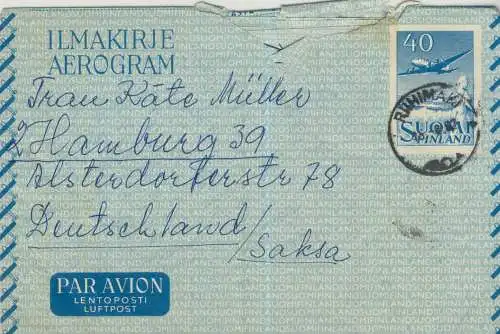 ILMAKIRJE
AEROGRAM
40
SUOMI
FINLAND
RIIHIMÄKI
Frau Käte Müller
2 Hamburg 39
Alsterdorferstr 78
Deutschland/
Saksa
PAR AVION
LENTOPOSTI
LUFTPOST